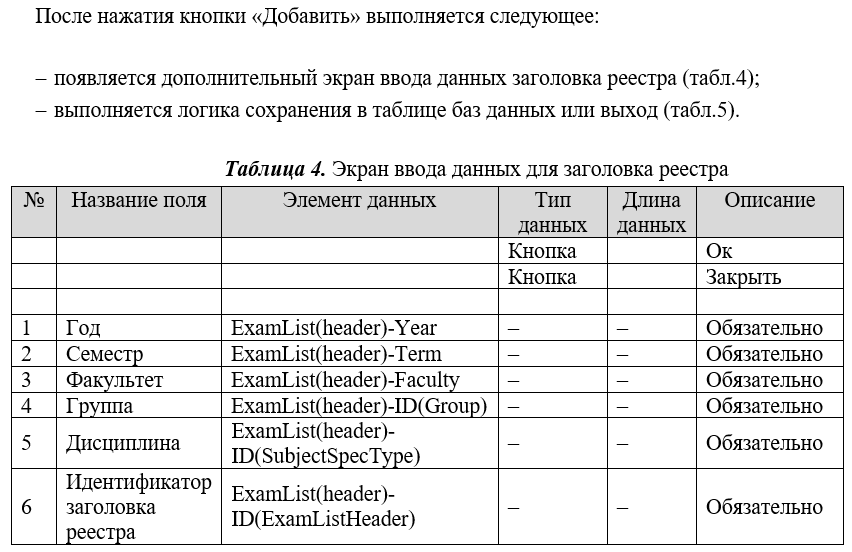 После нажатия кнопки «Добавить» выполняется следующее:
– появляется дополнительный экран ввода данных заголовка реестра (табл.4);
– выполняется логика сохранения в таблице баз данных или выход (табл.5).
Таблица 4. Экран ввода данных для заголовка реестра
№ Название поля Элемент данных Тип данных Длина данных Описание
Кнопка Ок
Кнопка Закрыть
1 Год ExamList(header)-Year – – Обязательно
2 Семестр ExamList(header)-Term – – Обязательно
3 Факультет ExamList(header)-Faculty – – Обязательно
4 Группа ExamList(header)-ID(Group) – – Обязательно
5 Дисциплина ExamList(header)-ID(SubjectSpecType) – – Обязательно
6 Идентификатор заголовка реестра ExamList(header)-ID(ExamListHeader) – – Обязательно